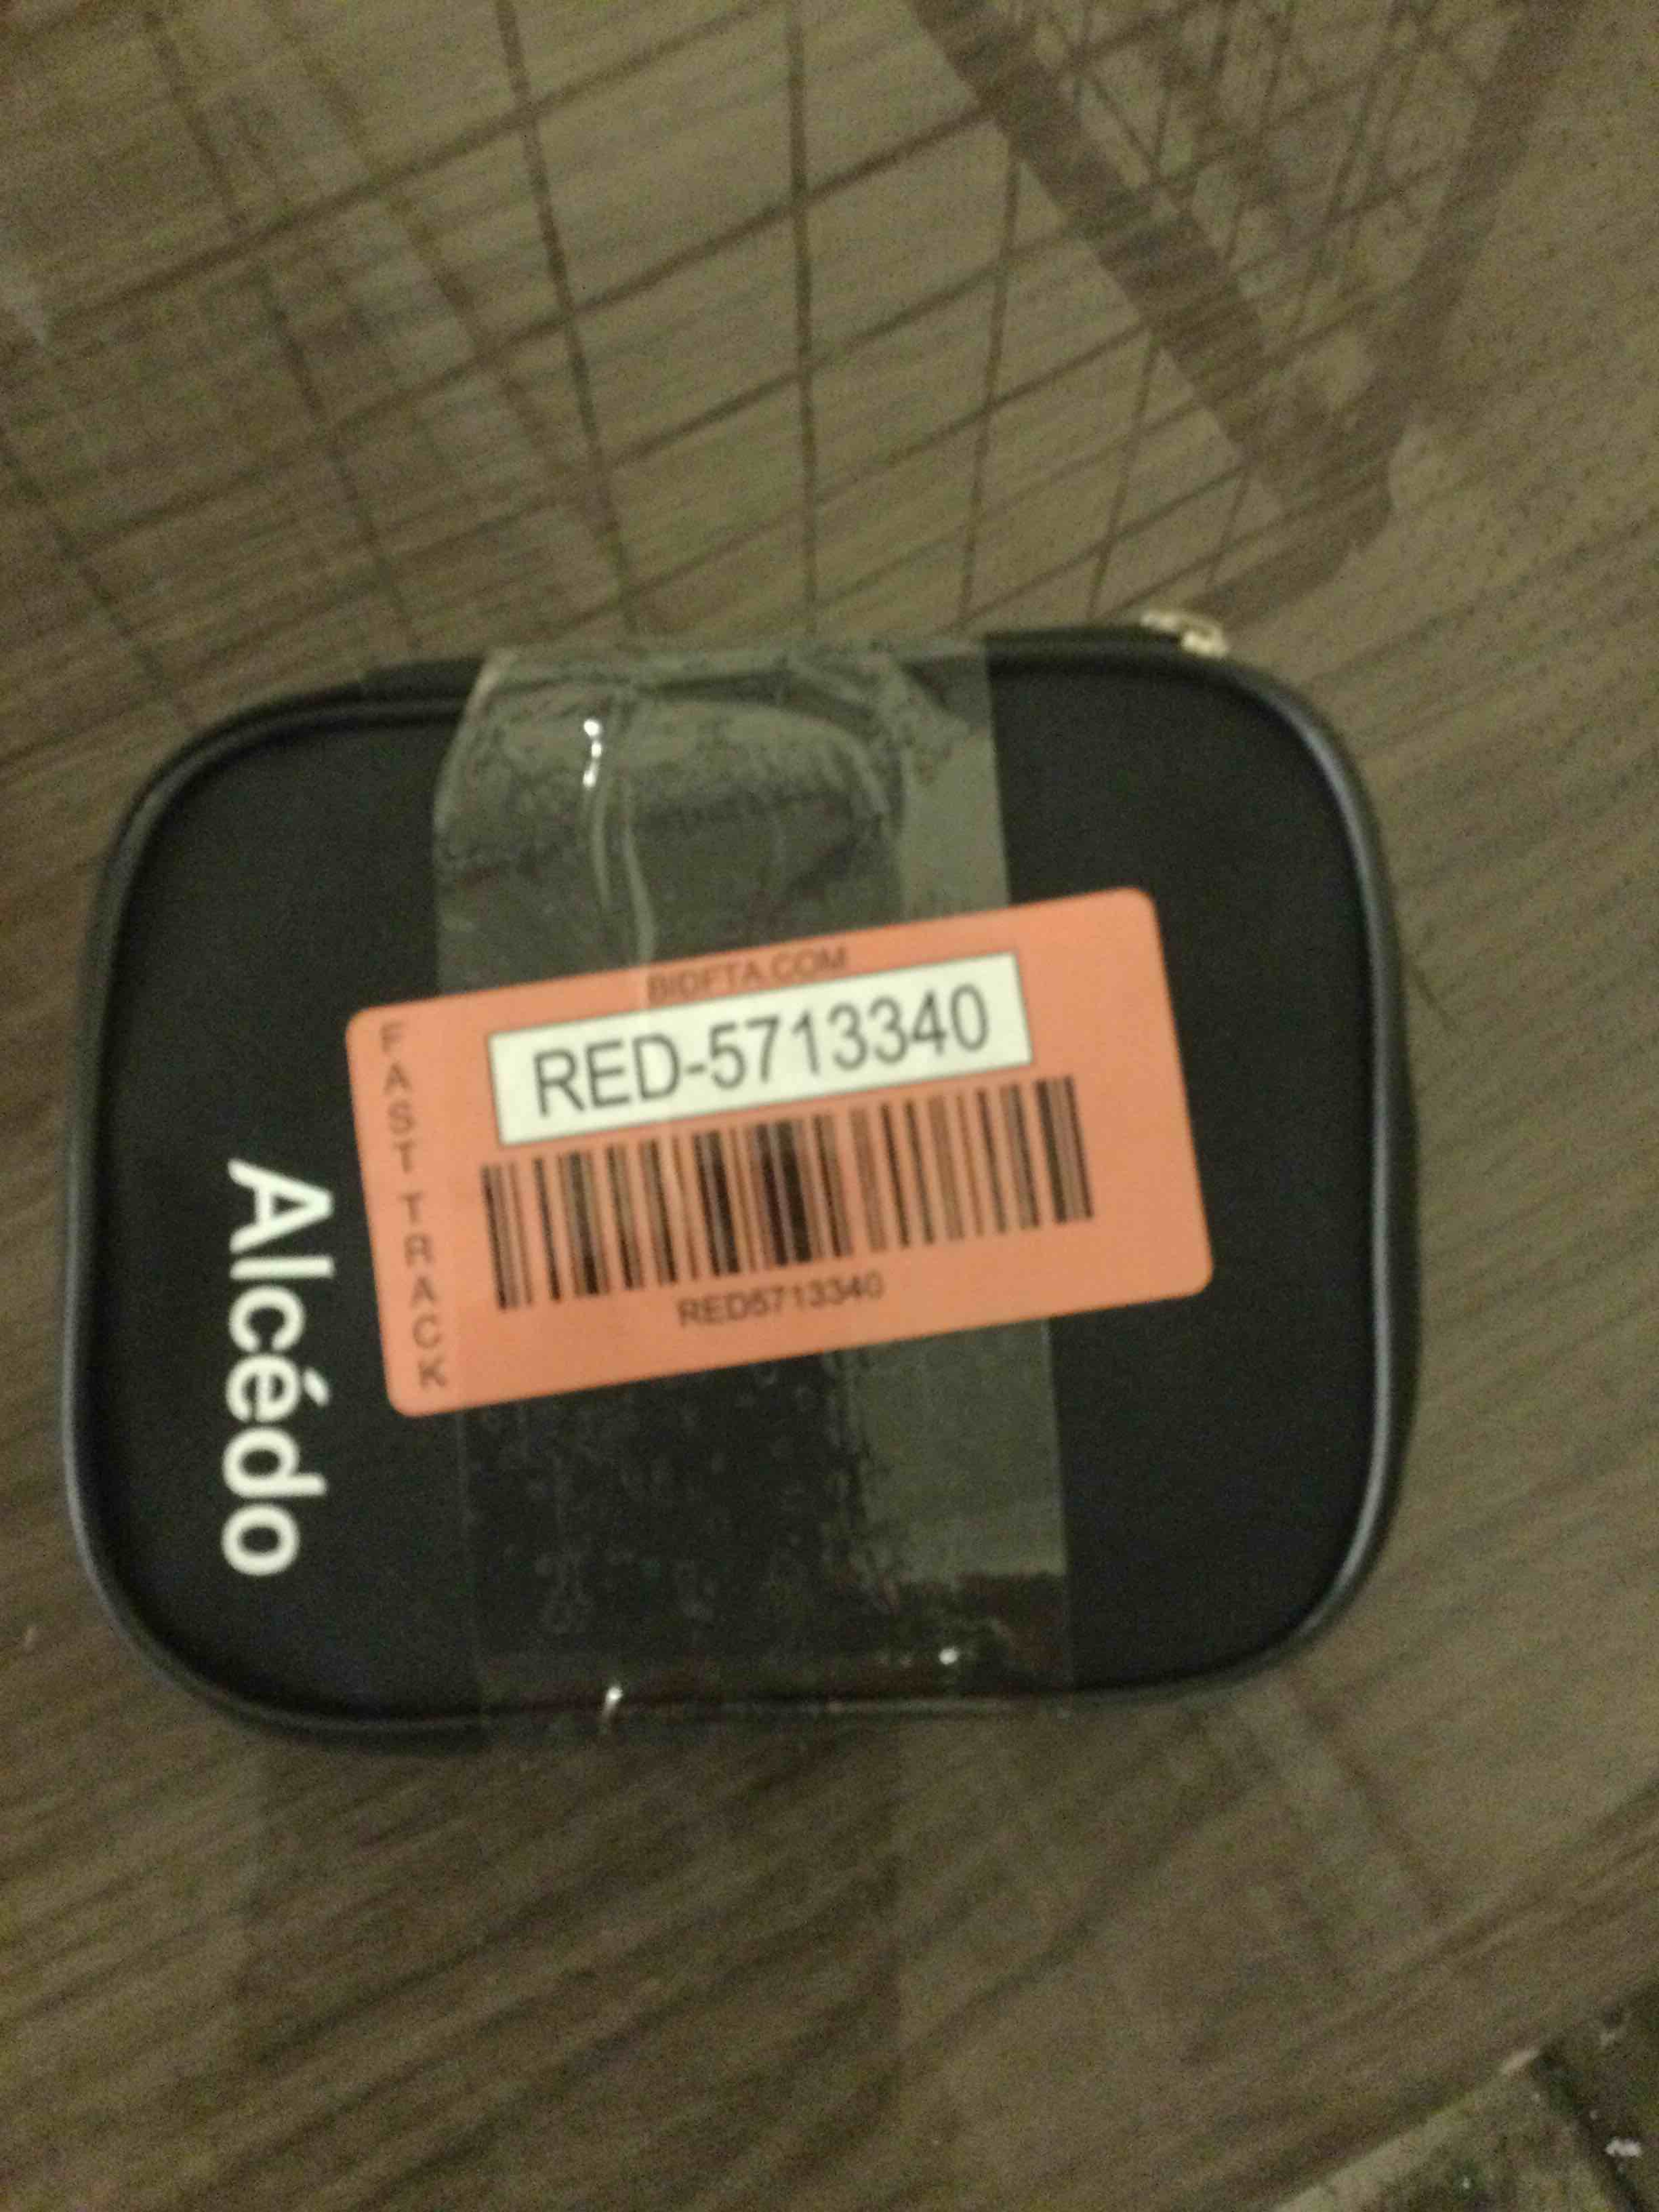 BIDFTA.COM
RED-5713340
RED5713340
FAST TRACK
Alcédo